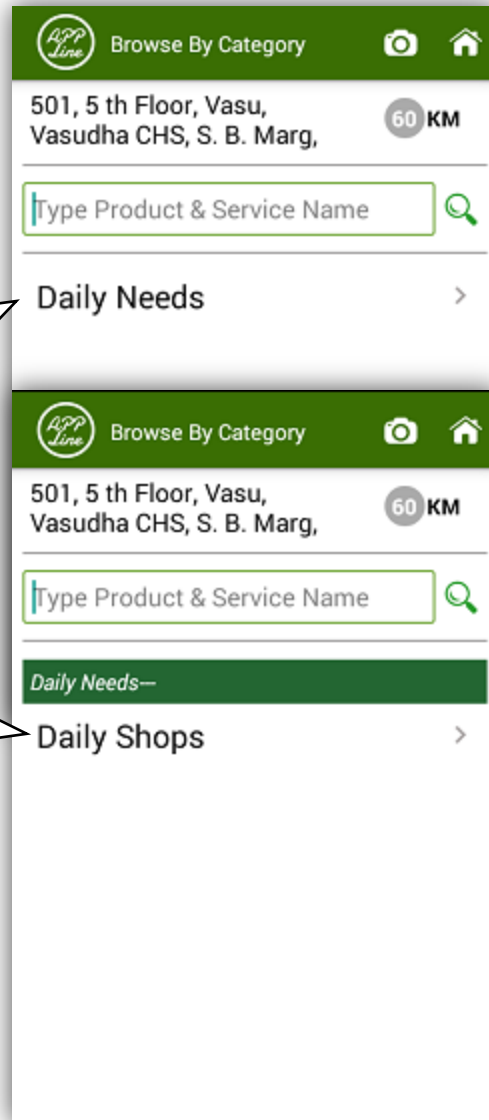 APP Line Browse By Category
501, 5 th Floor, Vasu, 60 KM
Vasudha CHS, S. B. Marg,
Type Product & Service Name
Daily Needs
APP Line Browse By Category
501, 5 th Floor, Vasu, 60 KM
Vasudha CHS, S. B. Marg,
Type Product & Service Name
Daily Needs---
Daily Shops